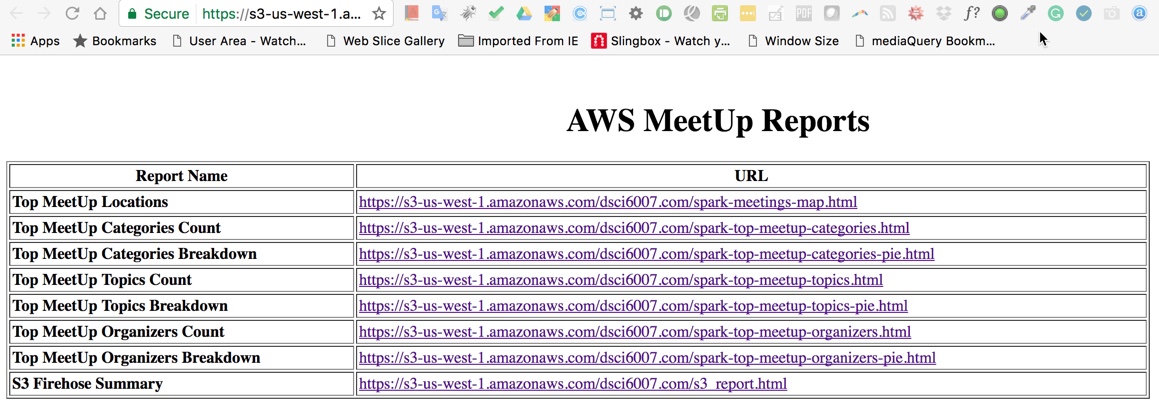 Secure https://s3-us-west-1.a... PDF f?
Apps Bookmarks User Area - Watch... Web Slice Gallery Imported From IE Slingbox - Watch y... Window Size mediaQuery Bookm...
AWS MeetUp Reports
Report Name URL
Top MeetUp Locations https://s3-us-west-1.amazonaws.com/dsci6007.com/spark-meetings-map.html
Top MeetUp Categories Count https://s3-us-west-1.amazonaws.com/dsci6007.com/spark-top-meetup-categories.html
Top MeetUp Categories Breakdown https://s3-us-west-1.amazonaws.com/dsci6007.com/spark-top-meetup-categories-pie.html
Top MeetUp Topics Count https://s3-us-west-1.amazonaws.com/dsci6007.com/spark-top-meetup-topics.html
Top MeetUp Topics Breakdown https://s3-us-west-1.amazonaws.com/dsci6007.com/spark-top-meetup-topics-pie.html
Top MeetUp Organizers Count https://s3-us-west-1.amazonaws.com/dsci6007.com/spark-top-meetup-organizers.html
Top MeetUp Organizers Breakdown https://s3-us-west-1.amazonaws.com/dsci6007.com/spark-top-meetup-organizers-pie.html
S3 Firehose Summary https://s3-us-west-1.amazonaws.com/dsci6007.com/s3_report.html